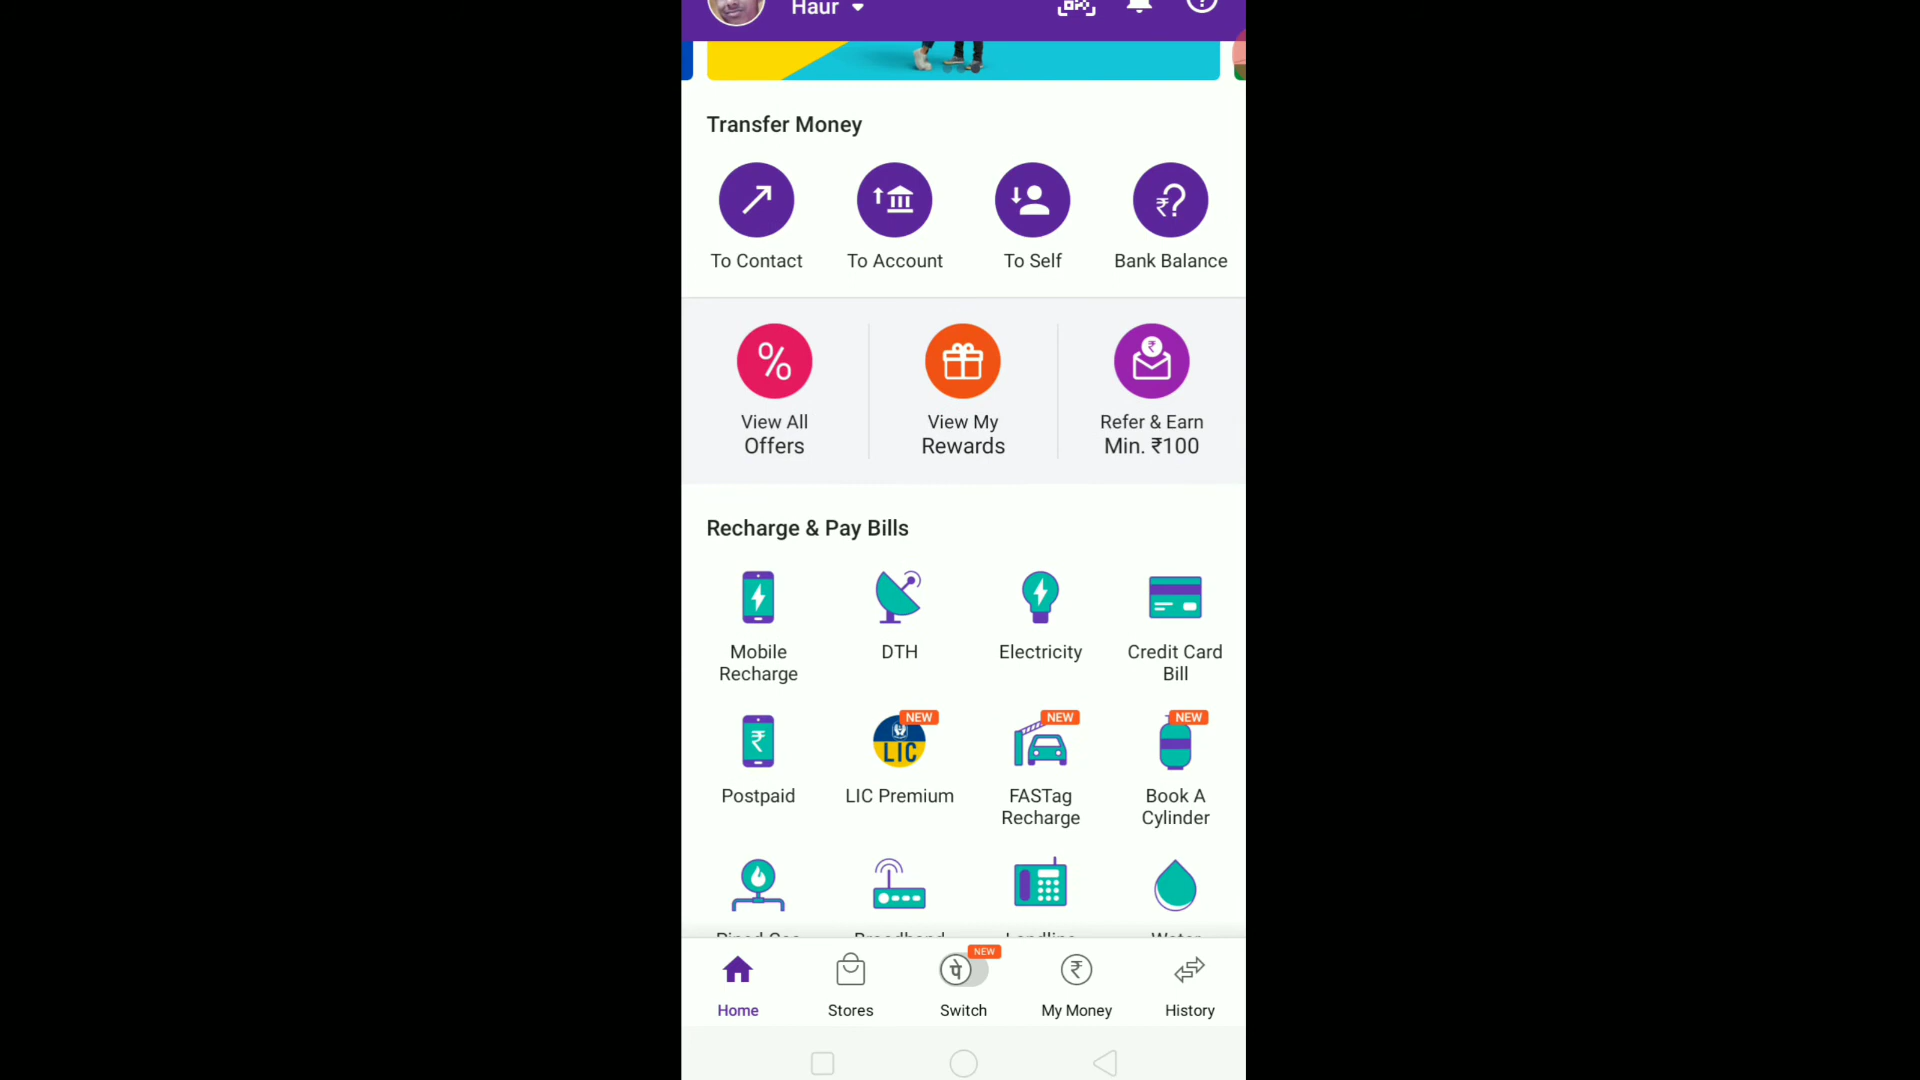 Haur
Transfer Money
To Contact
To Account
To Self
Bank Balance
₹?
%
View All
Offers
View My
Rewards
₹
Refer & Earn
Min. ₹100
Recharge & Pay Bills
Mobile
Recharge
DTH
Electricity
Credit Card
Bill
₹
Postpaid
NEW
LIC
LIC Premium
NEW
FASTag
Recharge
NEW
Book A
Cylinder
Home
Stores
NEW
पे
Switch
₹
My Money
History